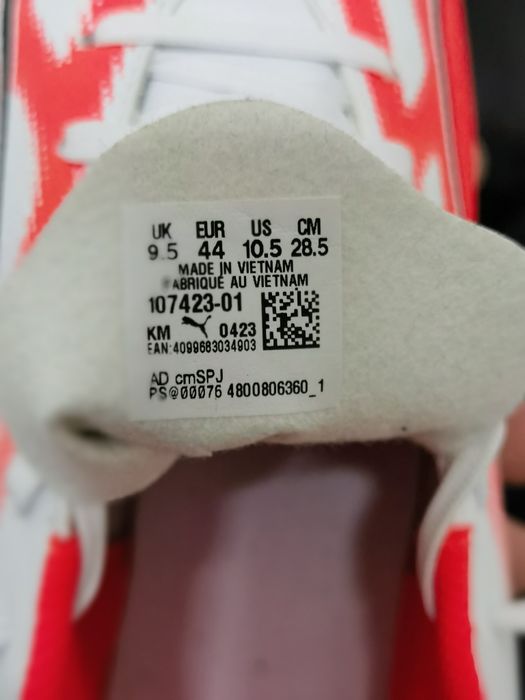 UK EUR US CM
9.5 44 10.5 28.5
MADE IN VIETNAM
FABRIQUÉ AU VIETNAM
107423-01
KM 0423
EAN:4099683034903
AD cmSPJ
PS@00076 4800806360_1